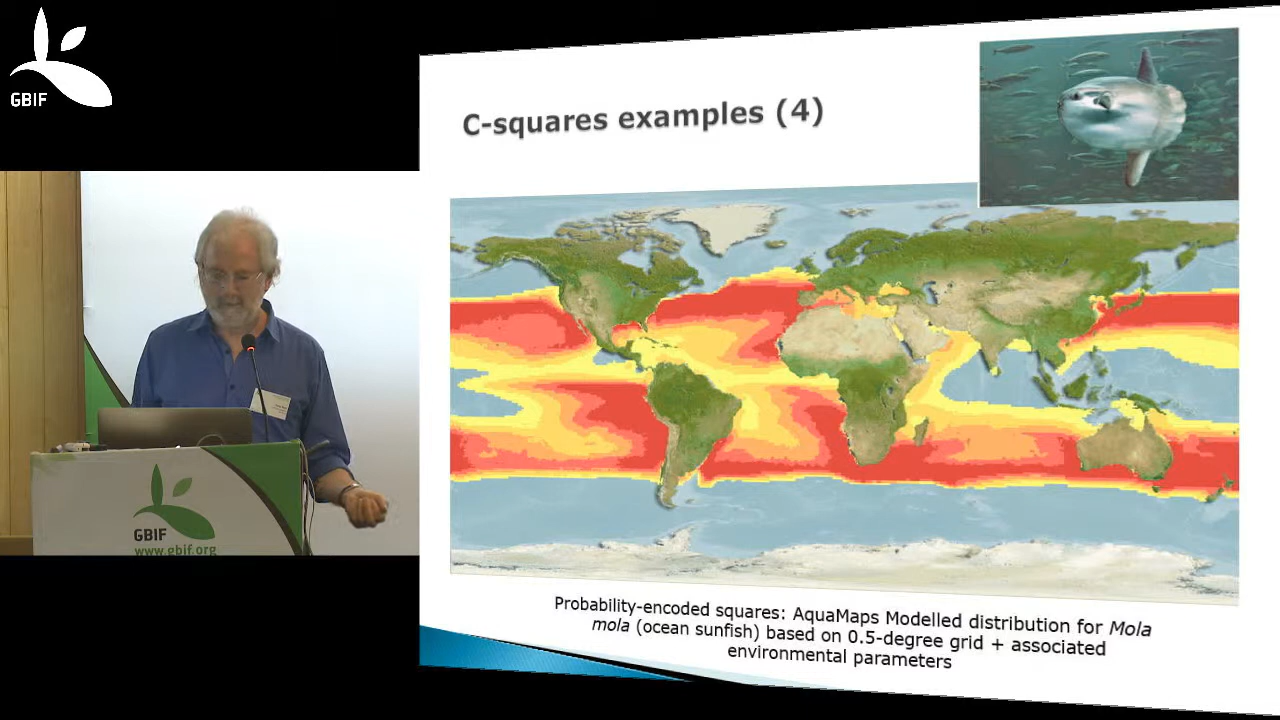 GBIF
C-squares examples (4)
GBIF
www.gbif.org
Probability-encoded squares: AquaMaps Modelled distribution for Mola
mola (ocean sunfish) based on 0.5-degree grid + associated
environmental parameters